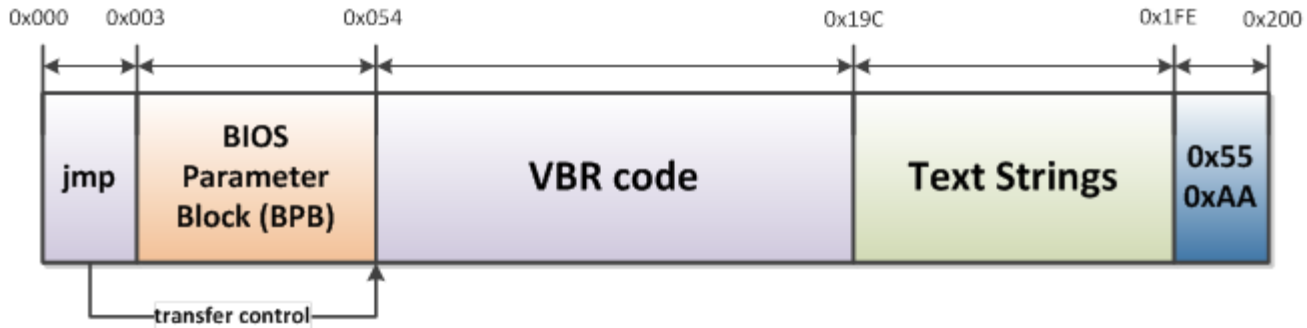 0x000 0x003 0x054 0x19C 0x1FE 0x200
jmp
BIOS
Parameter
Block (BPB)
VBR code
Text Strings
0x55
0xAA
transfer control